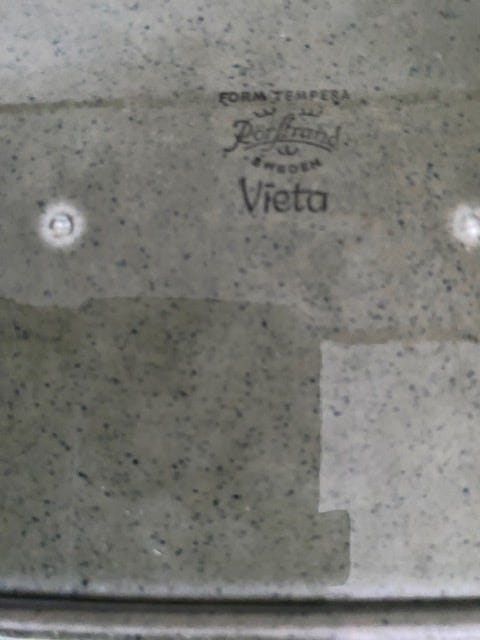 FORM TEMPERA
Rörstrand
SWEDEN
Vieta